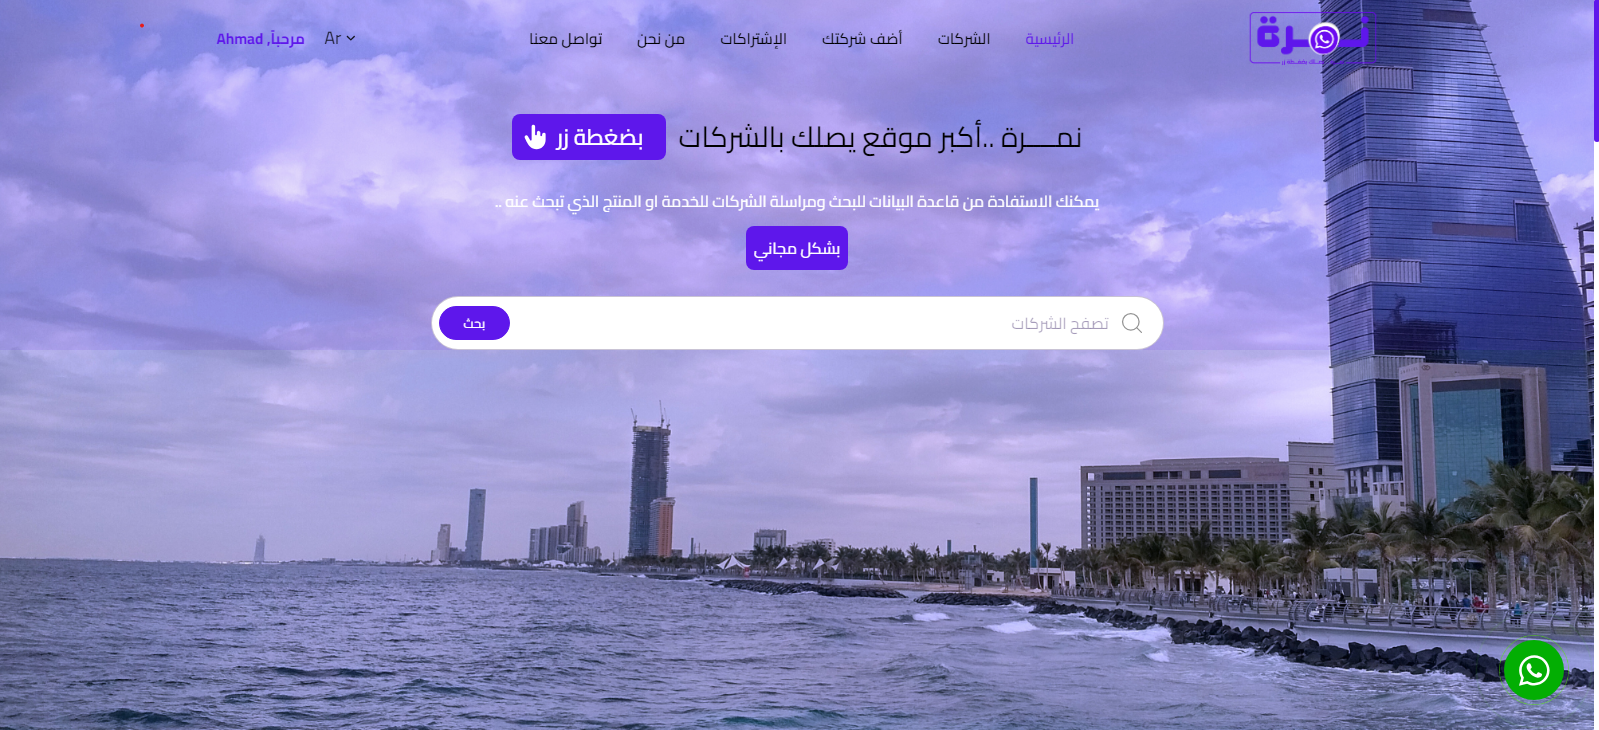 نمرة
الرئيسية
الشركات
أضف شركتك
الإشتراكات
من نحن
تواصل معنا
Ar
مرحباً, Ahmad
نمـــــرة ..أكبر موقع يصلك بالشركات بضغطة زر
يمكنك الاستفادة من قاعدة البيانات للبحث ومراسلة الشركات للخدمة او المنتج الذي تبحث عنه ..
بشكل مجاني
تصفح الشركات
بحث